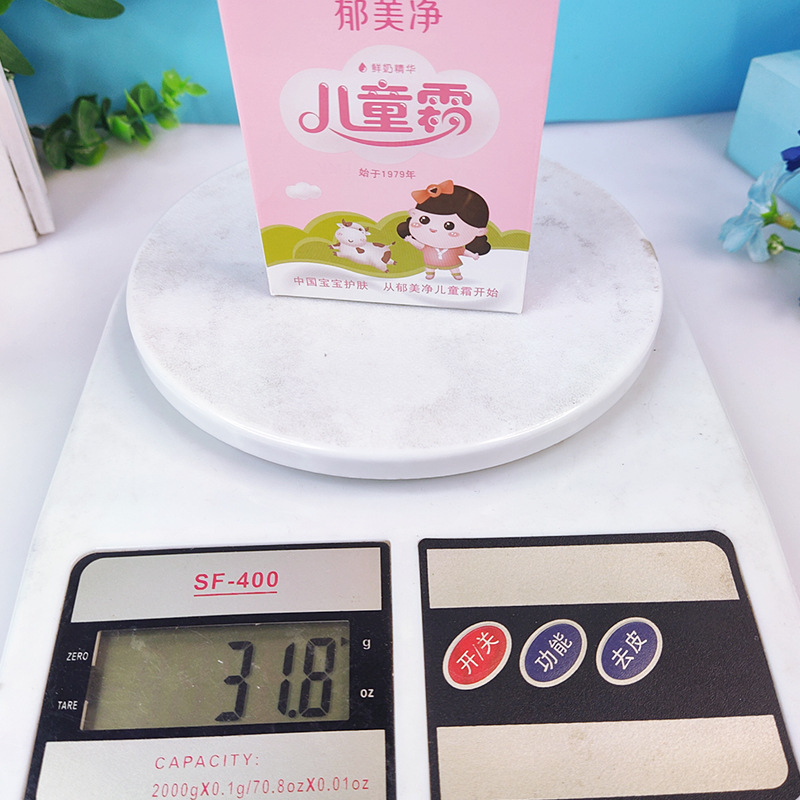 郁美净
鲜奶精华
儿童霜
始于1979年
中国宝宝护肤 从郁美净儿童霜开始
SF-400
ZERO
31.8
g
TARE
oz
CAPACITY:
2000gX0.1g/70.8ozX0.01oz
开/关
功能
去皮